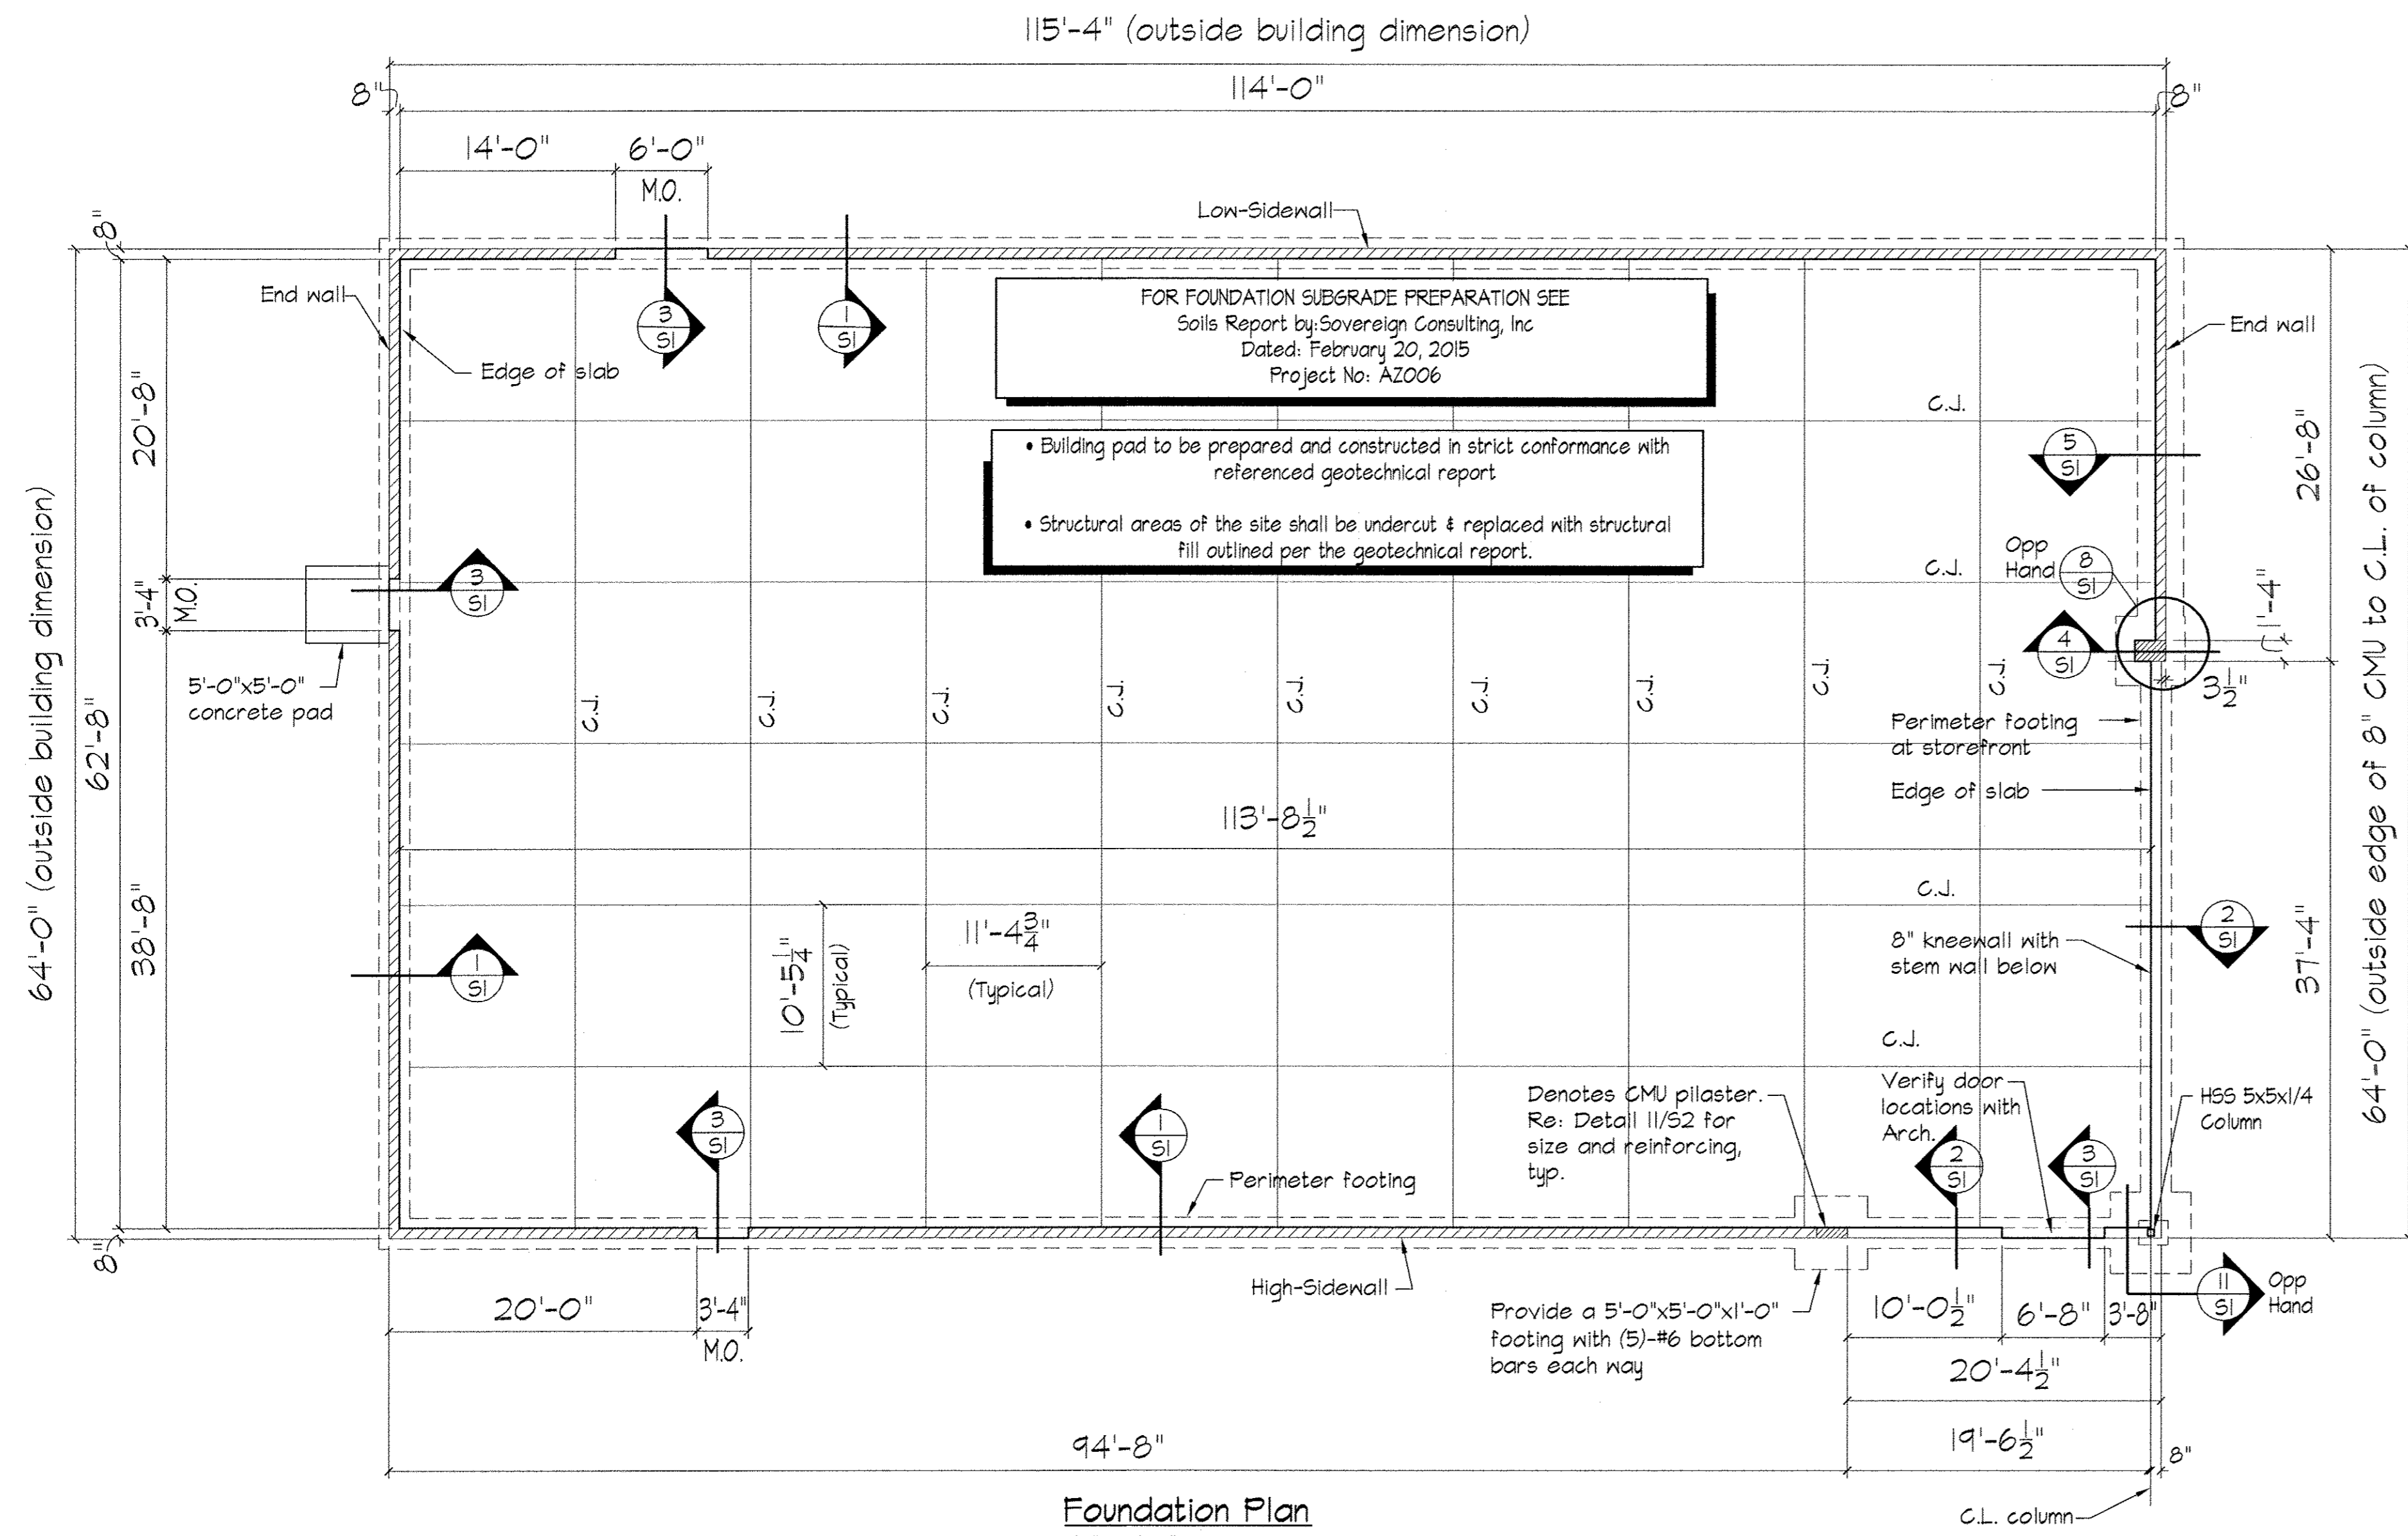 115'-4" (outside building dimension)
8"
114'-0"
8"
14'-0"
6'-0"
M.O.
Low-Sidewall
8"
End wall
Edge of slab
3
S1
1
S1
FOR FOUNDATION SUBGRADE PREPARATION SEE
Soils Report by:Sovereign Consulting, Inc
Dated: February 20, 2015
Project No: AZ006
• Building pad to be prepared and constructed in strict conformance with
referenced geotechnical report
• Structural areas of the site shall be undercut & replaced with structural
fill outlined per the geotechnical report.
End wall
C.J.
5
S1
26'-8"
20'-8"
64'-0" (outside building dimension)
62'-8"
3'-4"
M.O.
3
S1
5'-0"x5'-0"
concrete pad
C.J.
Opp
Hand
8
S1
4
S1
1'-4"
3 1/2"
64'-0" (outside edge of 8" CMU to C.L. of column)
C.J.
C.J.
C.J.
C.J.
C.J.
C.J.
C.J.
C.J.
C.J.
Perimeter footing
at storefront
Edge of slab
113'-8 1/2"
38'-8"
C.J.
1
S1
10'-5 1/4"
(Typical)
11'-4 3/4"
(Typical)
8" kneewall with
stem wall below
2
S1
37'-4"
C.J.
3
S1
1
S1
Perimeter footing
Denotes CMU pilaster.
Re: Detail 11/S2 for
size and reinforcing,
typ.
Verify door
locations with
Arch.
2
S1
3
S1
HSS 5x5x1/4
Column
8"
High-Sidewall
11
S1
Opp
Hand
20'-0"
3'-4"
M.O.
Provide a 5'-0"x5'-0"x1'-0"
footing with (5)-#6 bottom
bars each way
10'-0 1/2"
6'-8"
3'-8"
20'-4 1/2"
94'-8"
19'-6 1/2"
8"
Foundation Plan
C.L. column